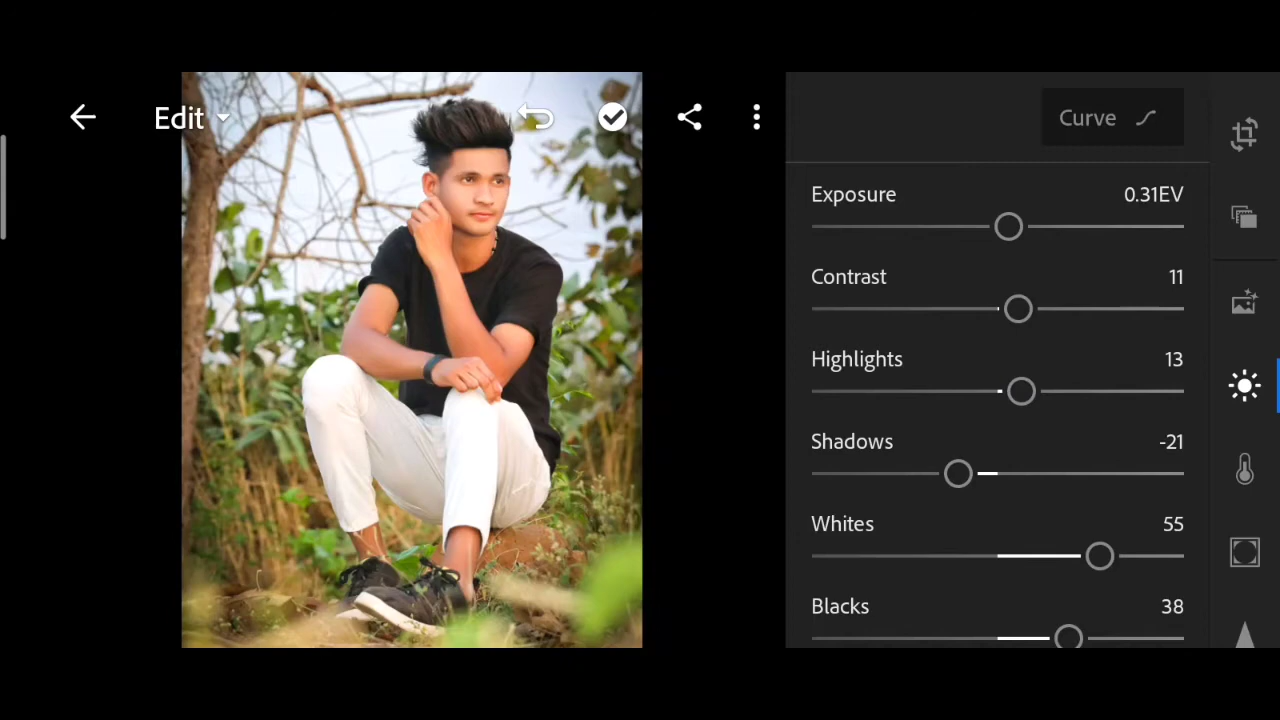 Edit
Curve
Exposure 0.31EV
Contrast 11
Highlights 13
Shadows -21
Whites 55
Blacks 38